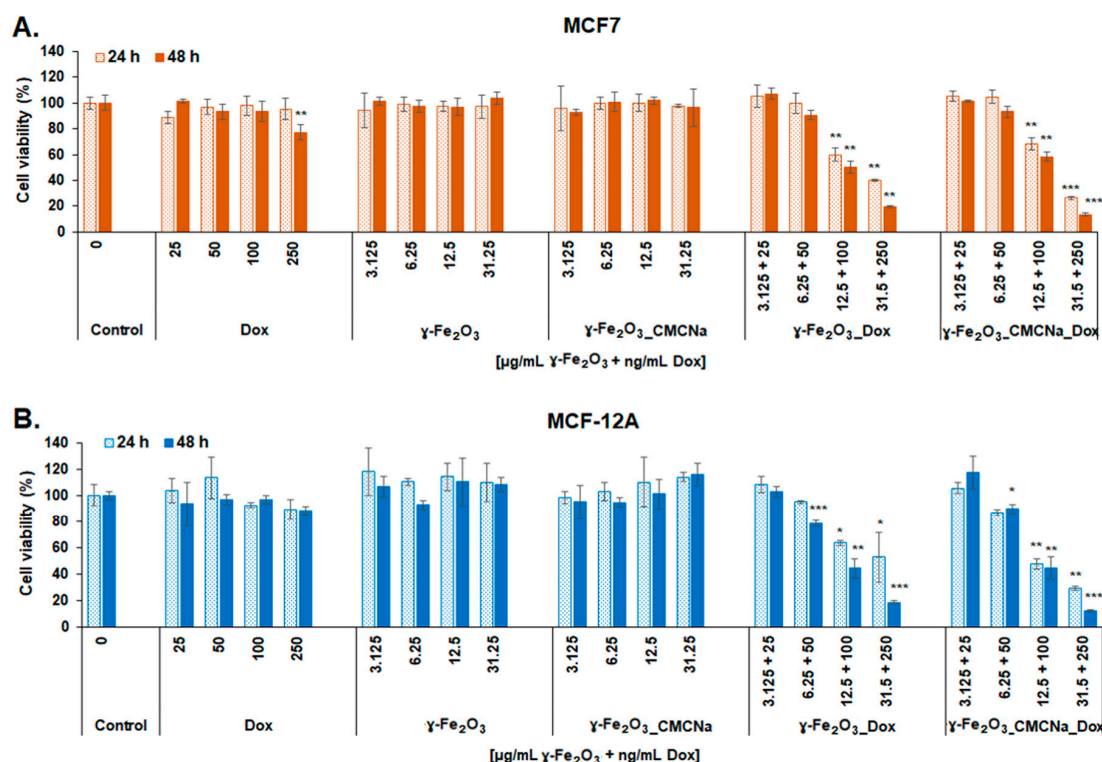 A.
MCF7
24 h 48 h
Cell viability (%)
140
120
100
80
60
40
20
0
** ** ** ** ** ** ** *** ***
0 25 50 100 250 3.125 6.25 12.5 31.25 3.125 6.25 12.5 31.25 3.125 + 25 6.25 + 50 12.5 + 100 31.5 + 250 3.125 + 25 6.25 + 50 12.5 + 100 31.5 + 250
Control Dox ɣ-Fe₂O₃ ɣ-Fe₂O₃_CMCNa ɣ-Fe₂O₃_Dox ɣ-Fe₂O₃_CMCNa_Dox
[µg/mL ɣ-Fe₂O₃ + ng/mL Dox]
B.
MCF-12A
24 h 48 h
Cell viability (%)
140
120
100
80
60
40
20
0
*** * ** * *** * ** ** ** ***
0 25 50 100 250 3.125 6.25 12.5 31.25 3.125 6.25 12.5 31.25 3.125 + 25 6.25 + 50 12.5 + 100 31.5 + 250 3.125 + 25 6.25 + 50 12.5 + 100 31.5 + 250
Control Dox ɣ-Fe₂O₃ ɣ-Fe₂O₃_CMCNa ɣ-Fe₂O₃_Dox ɣ-Fe₂O₃_CMCNa_Dox
[µg/mL ɣ-Fe₂O₃ + ng/mL Dox]